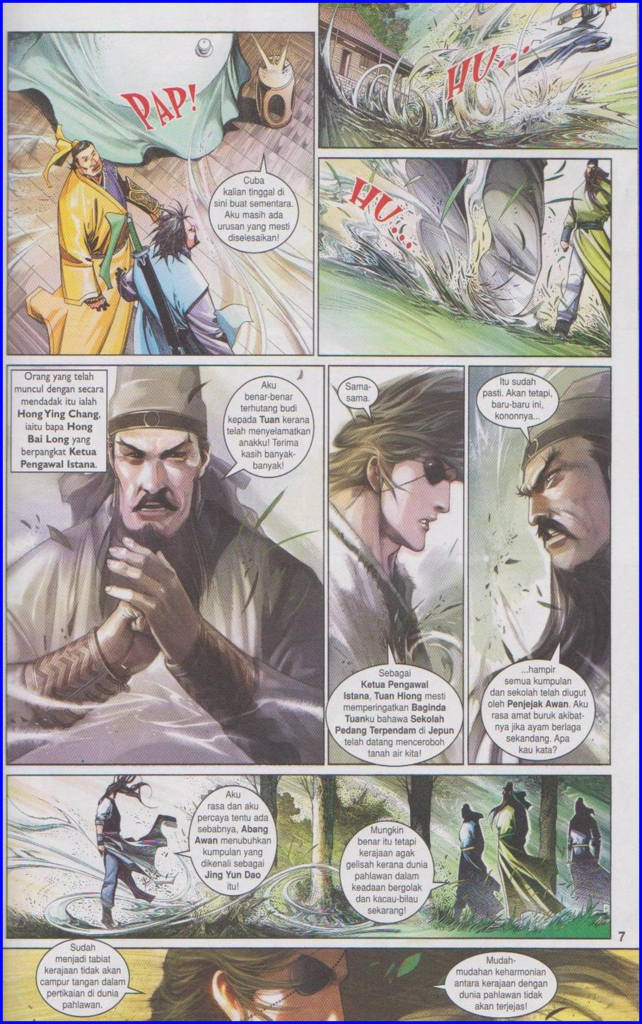 PAP!
Cuba
kalian tinggal di
sini buat sementara.
Aku masih ada
urusan yang mesti
diselesaikan!
HU...
HU...
Orang yang telah
muncul dengan secara
mendadak itu ialah
Hong Ying Chang,
iaitu bapa Hong
Bai Long yang
berpangkat Ketua
Pengawal Istana.
Aku
benar-benar
terhutang budi
kepada Tuan kerana
telah menyelamatkan
anakku! Terima
kasih banyak-
banyak!
Sama-
sama.
Sebagai
Ketua Pengawal
Istana, Tuan Hiong mesti
memperingatkan Baginda
Tuanku bahawa Sekolah
Pedang Terpendam di Jepun
telah datang menceroboh
tanah air kita!
Itu sudah
pasti. Akan tetapi,
baru-baru ini,
kononnya...
...hampir
semua kumpulan
dan sekolah telah diugut
oleh Penjejak Awan. Aku
rasa amat buruk akibat-
nya jika ayam berlaga
sekandang. Apa
kau kata?
Aku
rasa dan aku
percaya tentu ada
sebabnya, Abang
Awan menubuhkan
kumpulan yang
dikenali sebagai
Jing Yun Dao
itu!
Mungkin
benar itu tetapi
kerajaan agak
gelisah kerana dunia
pahlawan dalam
keadaan bergolak
dan kacau-bilau
sekarang!
7
Sudah
menjadi tabiat
kerajaan tidak akan
campur tangan dalam
pertikaian di dunia
pahlawan.
Mudah-
mudahan keharmonian
antara kerajaan dengan
dunia pahlawan tidak
akan terjejas!